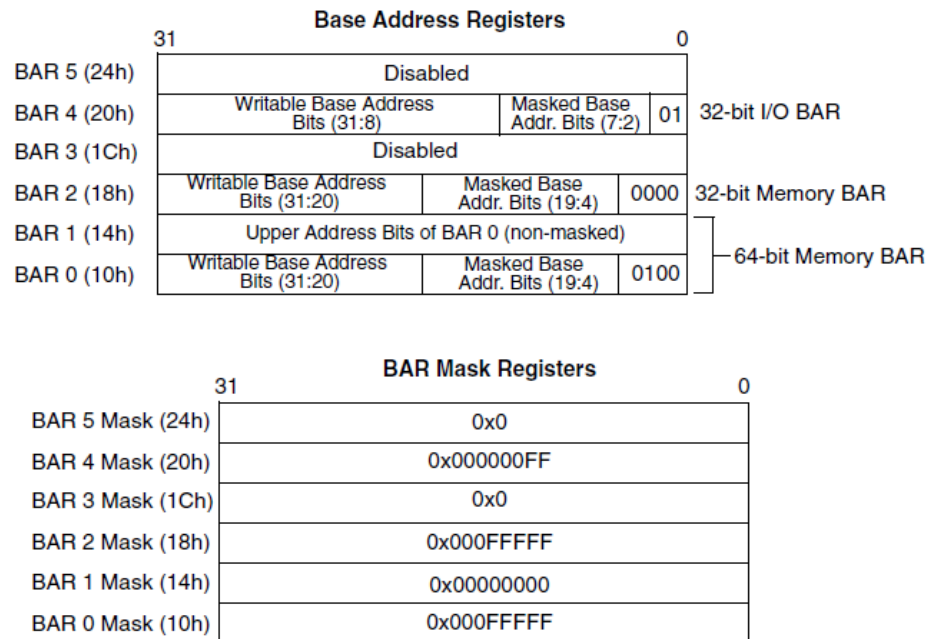 Base Address Registers
31 0
BAR 5 (24h) Disabled
BAR 4 (20h) Writable Base Address Bits (31:8) Masked Base Addr. Bits (7:2) 01 32-bit I/O BAR
BAR 3 (1Ch) Disabled
BAR 2 (18h) Writable Base Address Bits (31:20) Masked Base Addr. Bits (19:4) 0000 32-bit Memory BAR
BAR 1 (14h) Upper Address Bits of BAR 0 (non-masked)
64-bit Memory BAR
BAR 0 (10h) Writable Base Address Bits (31:20) Masked Base Addr. Bits (19:4) 0100
BAR Mask Registers
31 0
BAR 5 Mask (24h) 0x0
BAR 4 Mask (20h) 0x000000FF
BAR 3 Mask (1Ch) 0x0
BAR 2 Mask (18h) 0x000FFFFF
BAR 1 Mask (14h) 0x00000000
BAR 0 Mask (10h) 0x000FFFFF